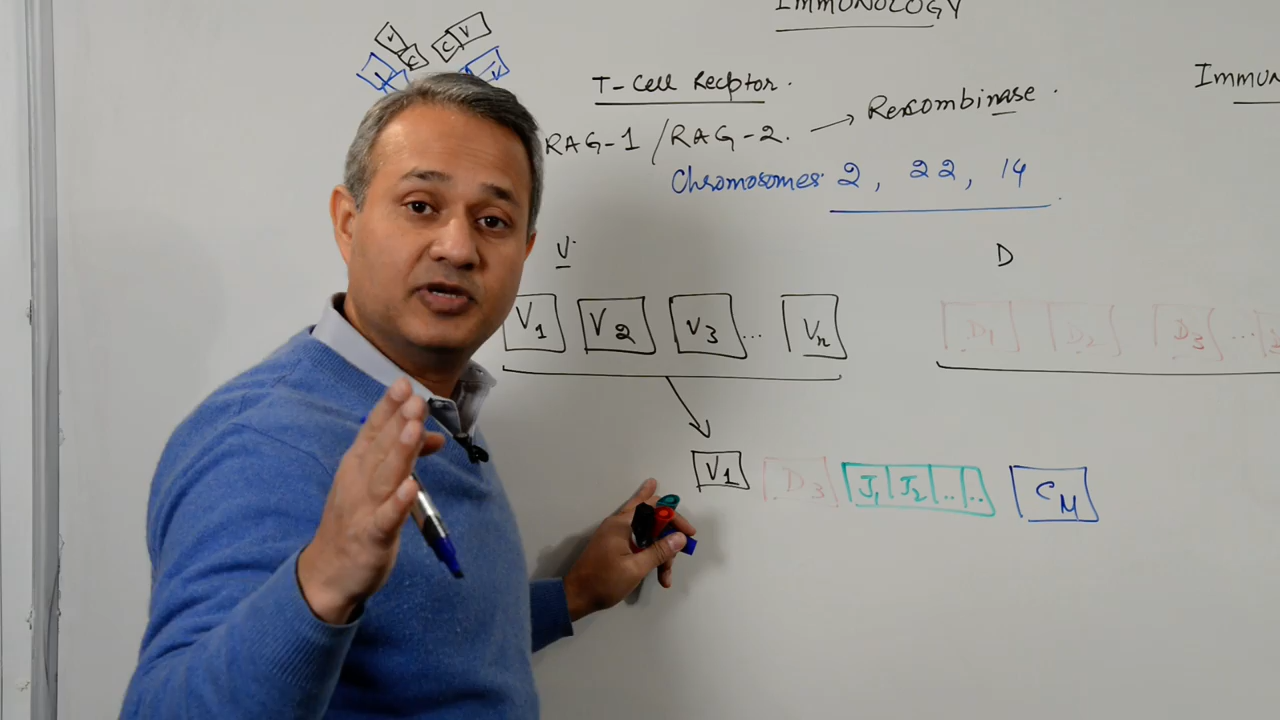 IMMUNOLOGY
V
C
C V
V
T-Cell Receptor.
IMMUN
RAG-1 / RAG-2. → Recombinase.
Chromosomes: 2, 22, 14
V
D
V1 V2 V3 ... Vn
D1 D2 D3 ...
V1 D3 J1 J2 .. .. CM